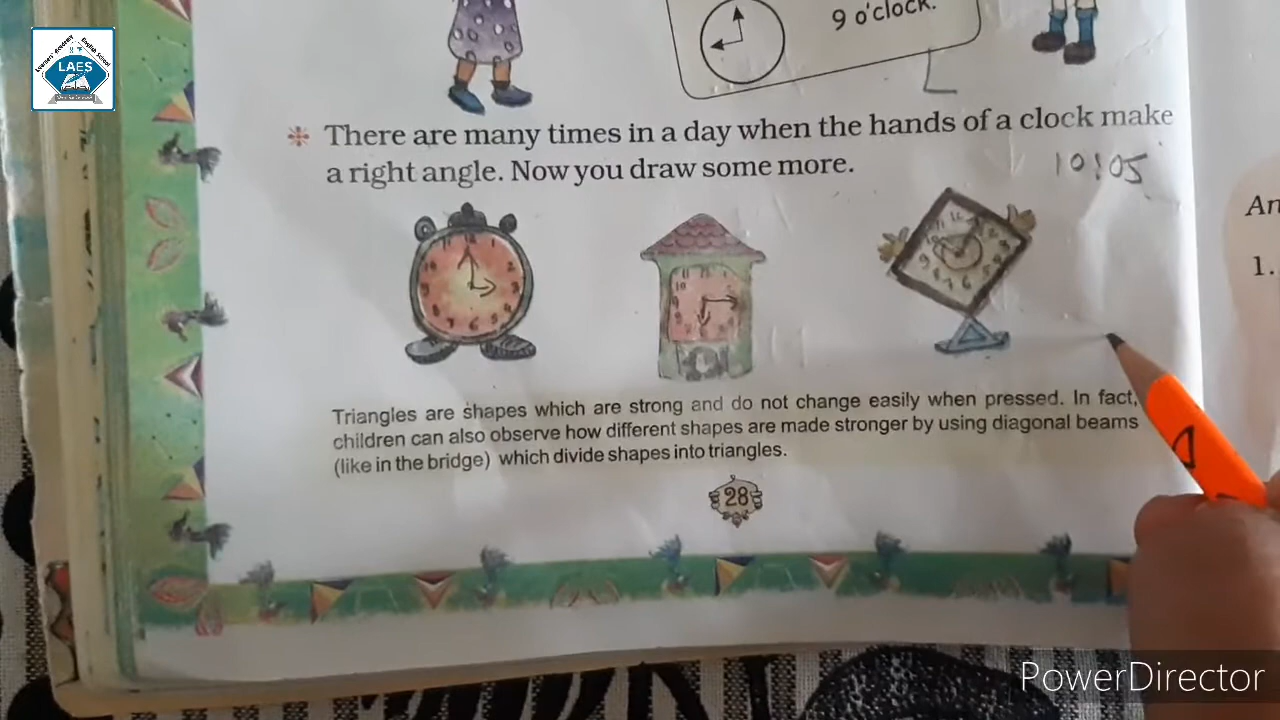 LAES
9 o'clock.
There are many times in a day when the hands of a clock make
a right angle. Now you draw some more.
10:05
An
1.
Triangles are shapes which are strong and do not change easily when pressed. In fact,
children can also observe how different shapes are made stronger by using diagonal beams
(like in the bridge) which divide shapes into triangles.
28
PowerDirector